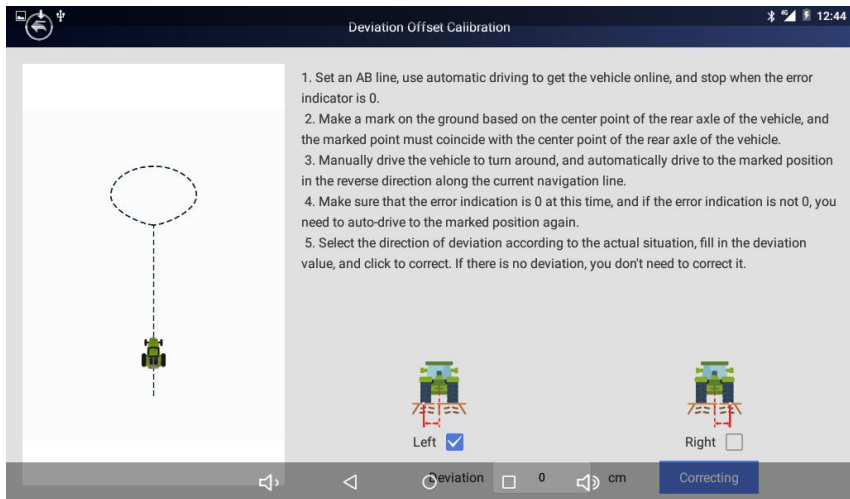 12:44
4G
Deviation Offset Calibration
1. Set an AB line, use automatic driving to get the vehicle online, and stop when the error
indicator is 0.
2. Make a mark on the ground based on the center point of the rear axle of the vehicle, and
the marked point must coincide with the center point of the rear axle of the vehicle.
3. Manually drive the vehicle to turn around, and automatically drive to the marked position
in the reverse direction along the current navigation line.
4. Make sure that the error indication is 0 at this time, and if the error indication is not 0, you
need to auto-drive to the marked position again.
5. Select the direction of deviation according to the actual situation, fill in the deviation
value, and click to correct. If there is no deviation, you don't need to correct it.
Left
Right
Deviation 0 cm
Correcting